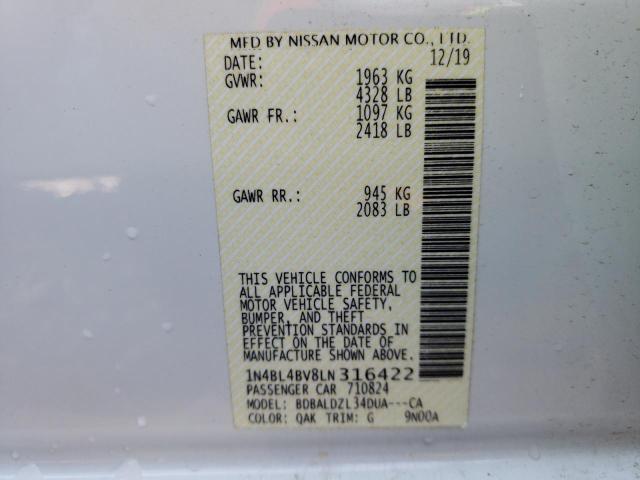 MFD BY NISSAN MOTOR CO., LTD.
DATE: 12/19
GVWR: 1963 KG
4328 LB
GAWR FR.: 1097 KG
2418 LB
GAWR RR.: 945 KG
2083 LB
THIS VEHICLE CONFORMS TO
ALL APPLICABLE FEDERAL
MOTOR VEHICLE SAFETY,
BUMPER, AND THEFT
PREVENTION STANDARDS IN
EFFECT ON THE DATE OF
MANUFACTURE SHOWN ABOVE.
1N4BL4BV8LN316422
PASSENGER CAR 710824
MODEL: BDBALDZL34DUA---CA
COLOR: QAK TRIM: G 9N00A